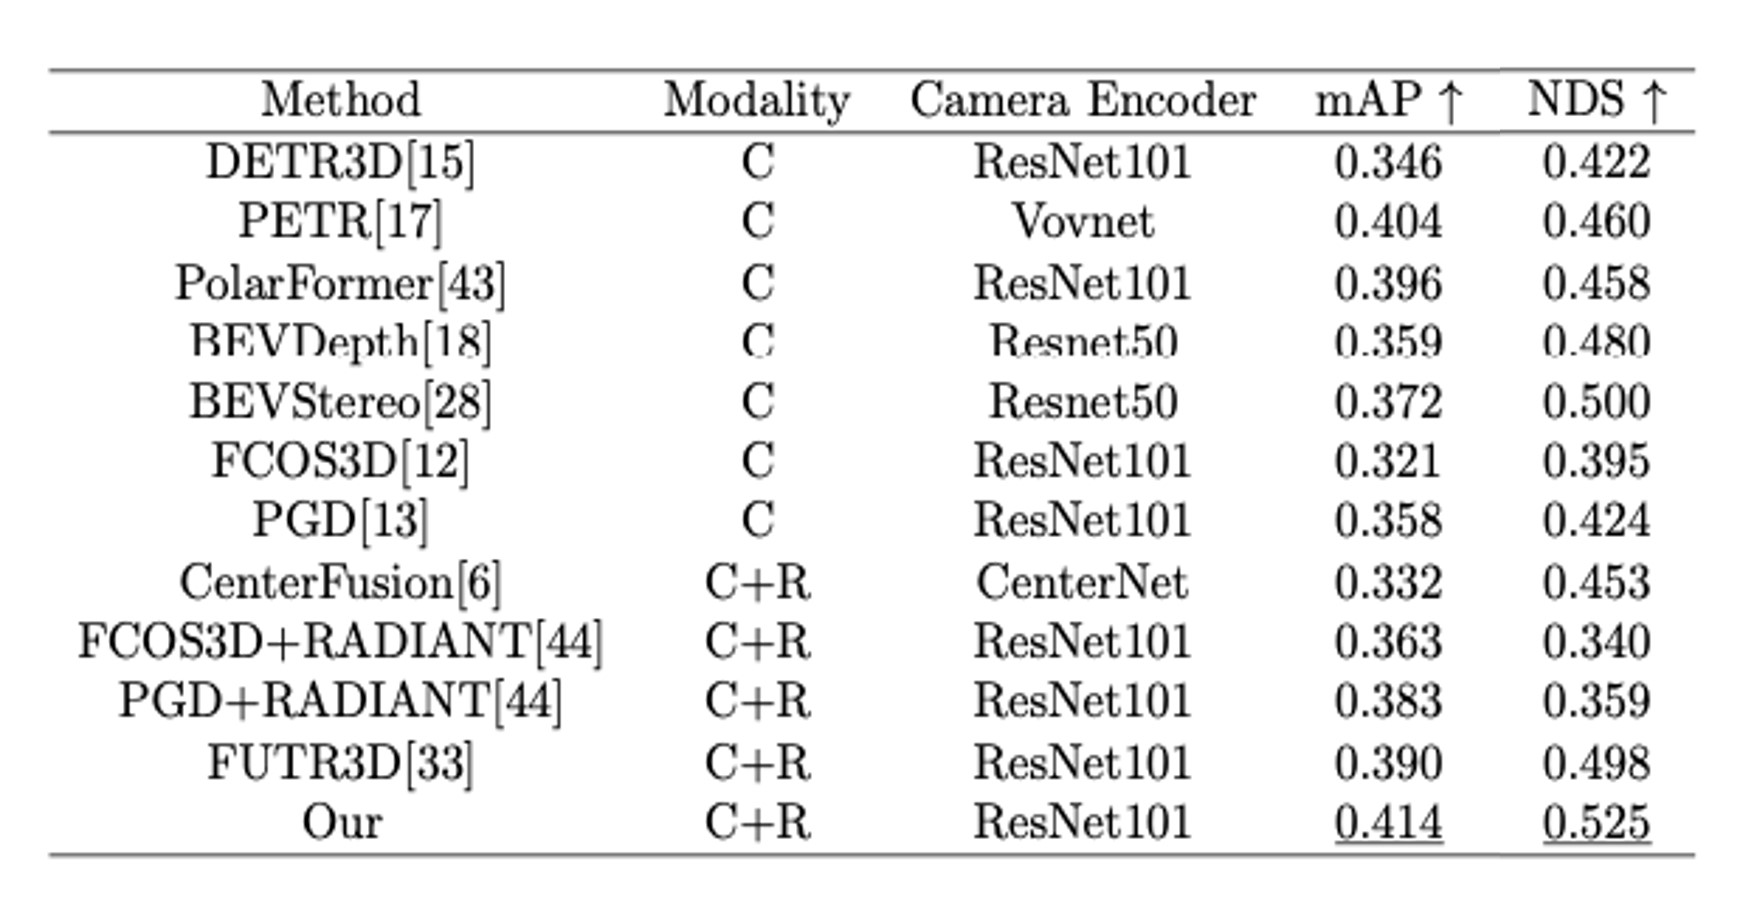 Method Modality Camera Encoder mAP ↑ NDS ↑
DETR3D[15] C ResNet101 0.346 0.422
PETR[17] C Vovnet 0.404 0.460
PolarFormer[43] C ResNet101 0.396 0.458
BEVDepth[18] C Resnet50 0.359 0.480
BEVStereo[28] C Resnet50 0.372 0.500
FCOS3D[12] C ResNet101 0.321 0.395
PGD[13] C ResNet101 0.358 0.424
CenterFusion[6] C+R CenterNet 0.332 0.453
FCOS3D+RADIANT[44] C+R ResNet101 0.363 0.340
PGD+RADIANT[44] C+R ResNet101 0.383 0.359
FUTR3D[33] C+R ResNet101 0.390 0.498
Our C+R ResNet101 0.414 0.525